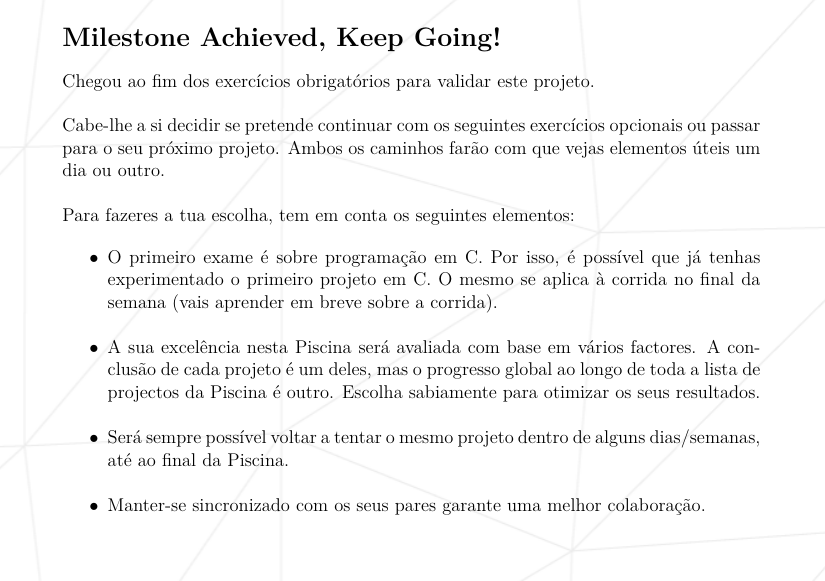 Milestone Achieved, Keep Going!
Chegou ao fim dos exercícios obrigatórios para validar este projeto.
Cabe-lhe a si decidir se pretende continuar com os seguintes exercícios opcionais ou passar
para o seu próximo projeto. Ambos os caminhos farão com que vejas elementos úteis um
dia ou outro.
Para fazeres a tua escolha, tem em conta os seguintes elementos:
• O primeiro exame é sobre programação em C. Por isso, é possível que já tenhas
experimentado o primeiro projeto em C. O mesmo se aplica à corrida no final da
semana (vais aprender em breve sobre a corrida).
• A sua excelência nesta Piscina será avaliada com base em vários factores. A con-
clusão de cada projeto é um deles, mas o progresso global ao longo de toda a lista de
projectos da Piscina é outro. Escolha sabiamente para otimizar os seus resultados.
• Será sempre possível voltar a tentar o mesmo projeto dentro de alguns dias/semanas,
até ao final da Piscina.
• Manter-se sincronizado com os seus pares garante uma melhor colaboração.